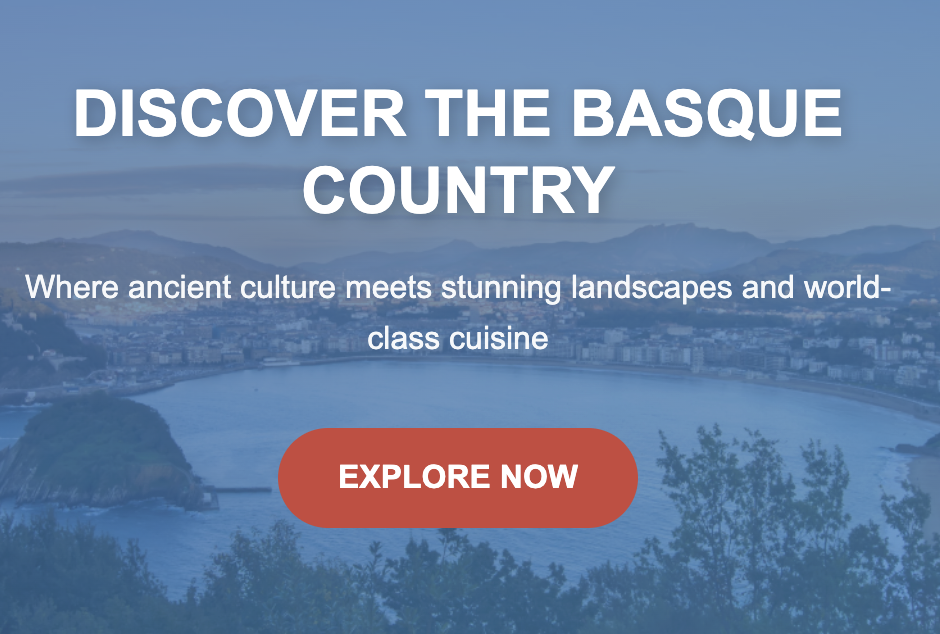 DISCOVER THE BASQUE
COUNTRY
Where ancient culture meets stunning landscapes and world-
class cuisine
EXPLORE NOW